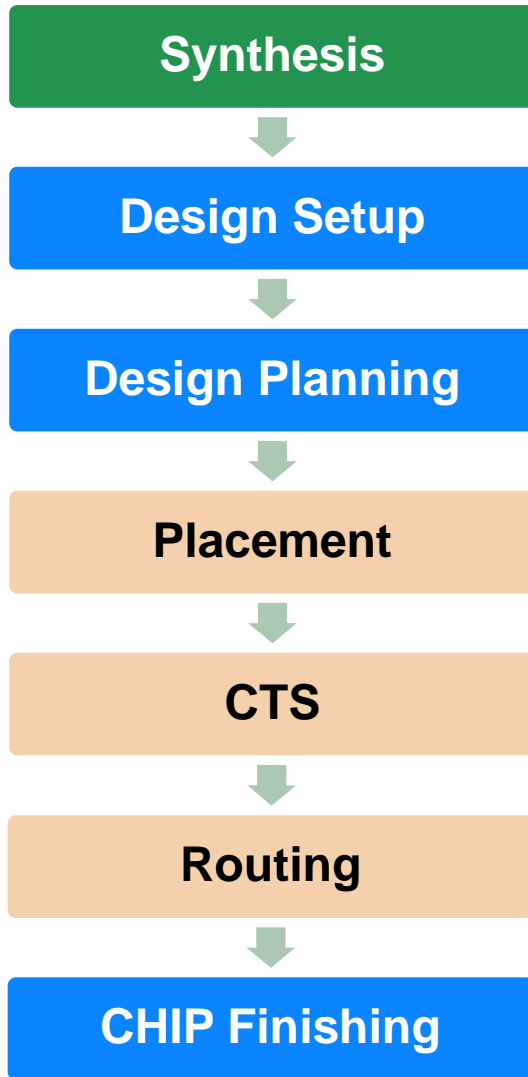 Synthesis
Design Setup
Design Planning
Placement
CTS
Routing
CHIP Finishing